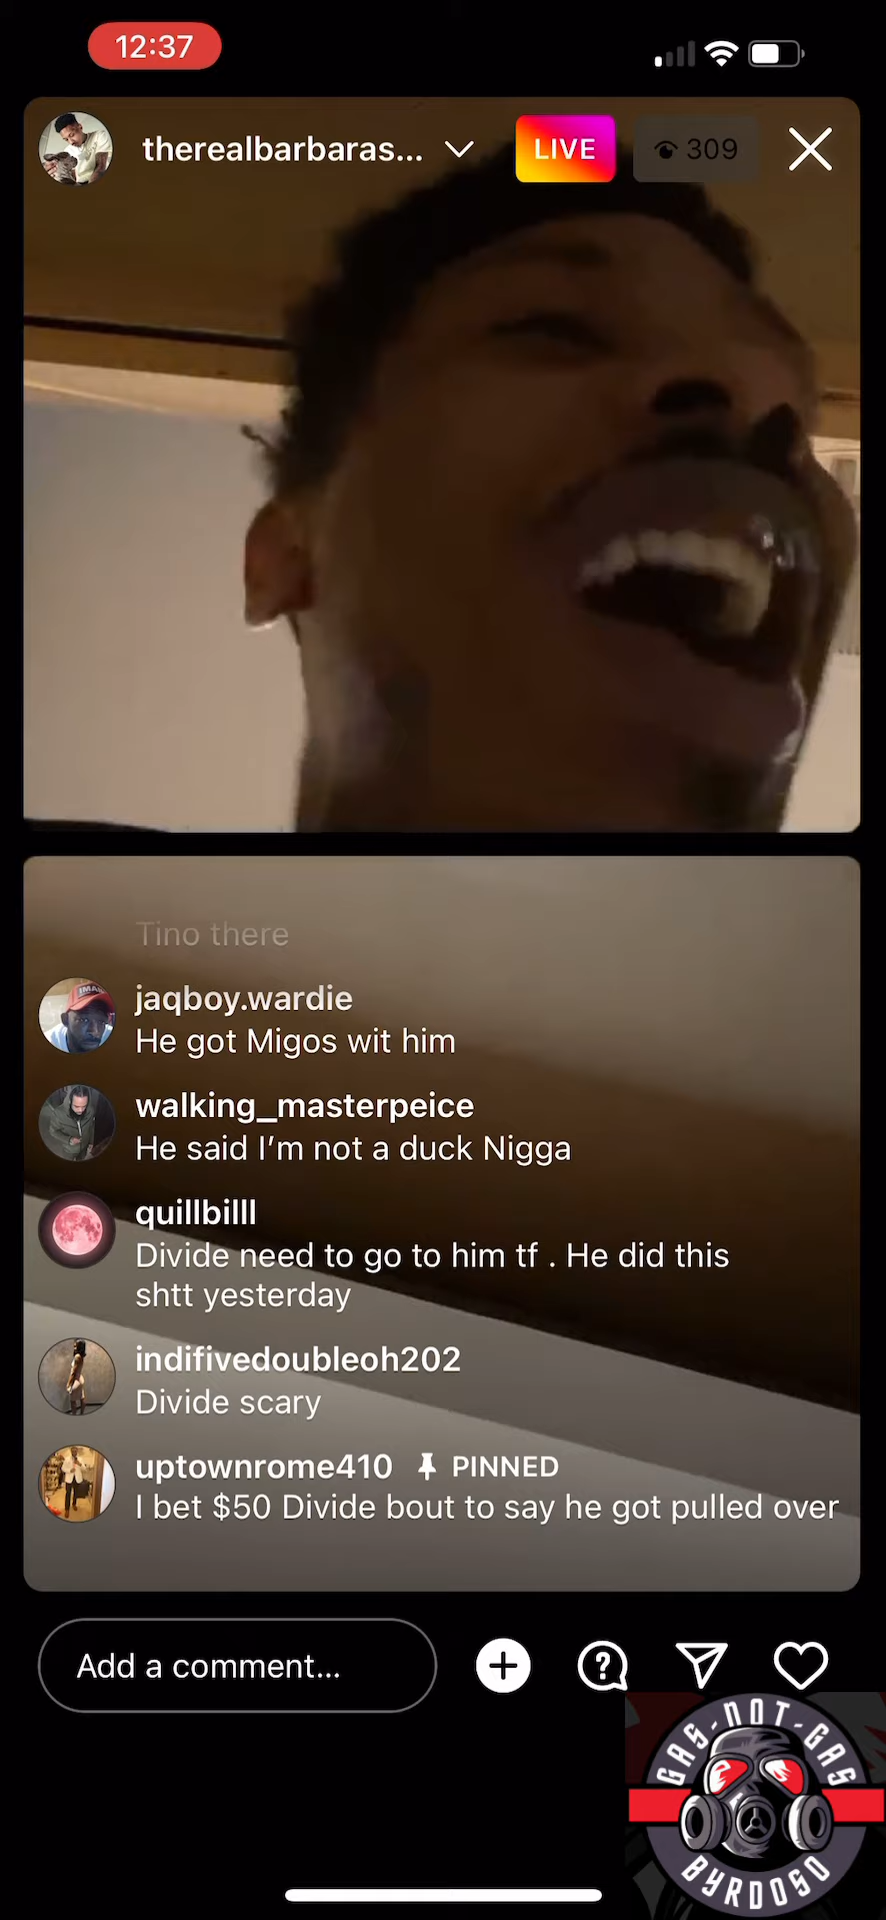 12:37
therealbarbaras...
LIVE
309
Tino there
jaqboy.wardie
He got Migos wit him
walking_masterpeice
He said I’m not a duck Nigga
quillbilll
Divide need to go to him tf . He did this
shtt yesterday
indifivedoubleoh202
Divide scary
uptownrome410 PINNED
I bet $50 Divide bout to say he got pulled over
Add a comment...
GAS-NOT-GAS
BYRDOSO